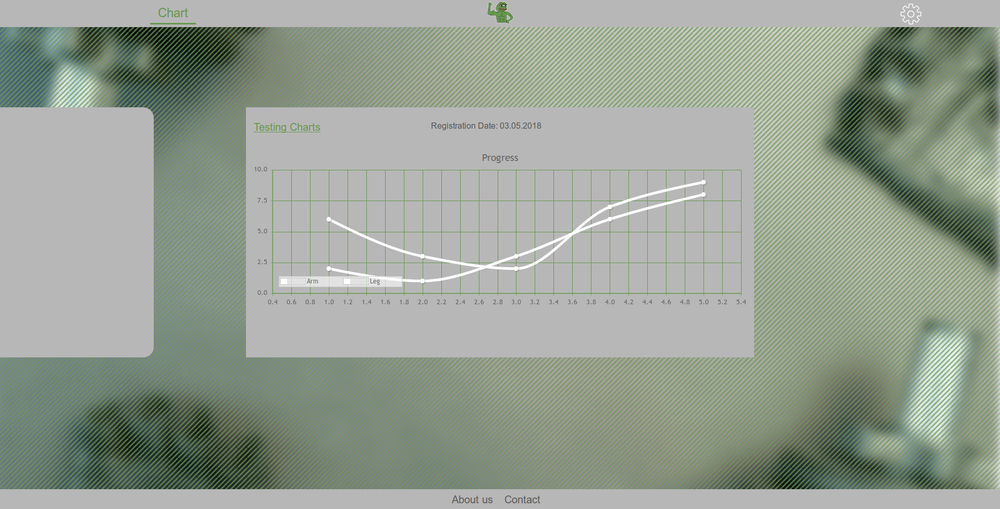 Chart
Testing Charts
Registration Date: 03.05.2018
Progress
10.0
7.5
5.0
2.5
0.0
Arm Leg
0.4 0.6 0.8 1.0 1.2 1.4 1.6 1.8 2.0 2.2 2.4 2.6 2.8 3.0 3.2 3.4 3.6 3.8 4.0 4.2 4.4 4.6 4.8 5.0 5.2 5.4
About us Contact